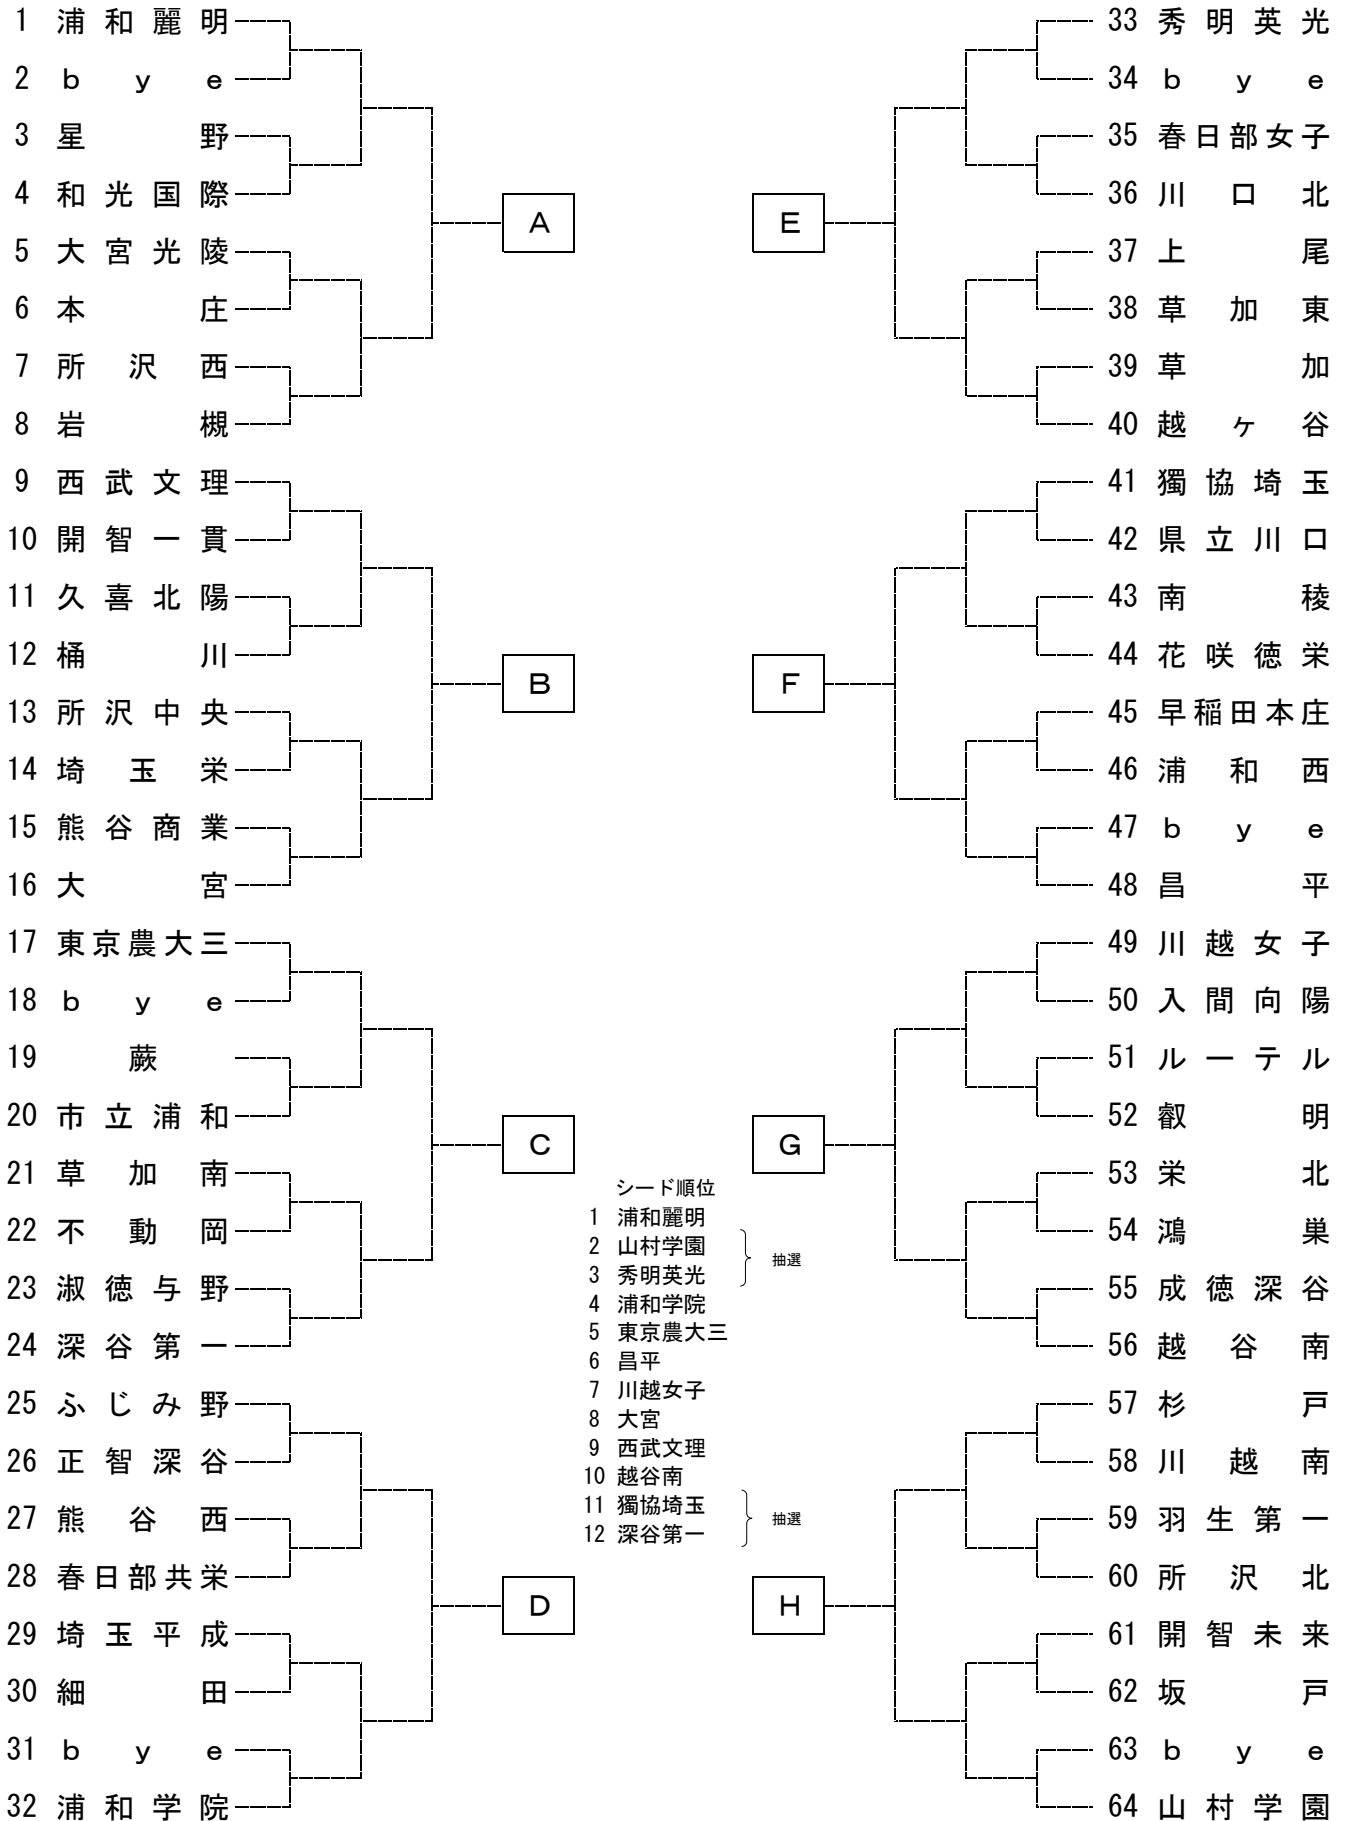 1 浦和麗明
2 bye
3 星野
4 和光国際
5 大宮光陵
6 本庄
7 所沢西
8 岩槻
9 西武文理
10 開智一貫
11 久喜北陽
12 桶川
13 所沢中央
14 埼玉栄
15 熊谷商業
16 大宮
17 東京農大三
18 bye
19 蕨
20 市立浦和
21 草加南
22 不動岡
23 淑徳与野
24 深谷第一
25 ふじみ野
26 正智深谷
27 熊谷西
28 春日部共栄
29 埼玉平成
30 細田
31 bye
32 浦和学院
A
B
C
D
シード順位
1 浦和麗明
2 山村学園
3 秀明英光
抽選
4 浦和学院
5 東京農大三
6 昌平
7 川越女子
8 大宮
9 西武文理
10 越谷南
11 獨協埼玉
12 深谷第一
抽選
E
F
G
H
33 秀明英光
34 bye
35 春日部女子
36 川口北
37 上尾
38 草加東
39 草加
40 越ヶ谷
41 獨協埼玉
42 県立川口
43 南稜
44 花咲徳栄
45 早稲田本庄
46 浦和西
47 bye
48 昌平
49 川越女子
50 入間向陽
51 ルーテル
52 叡明
53 栄北
54 鴻巣
55 成徳深谷
56 越谷南
57 杉戸
58 川越南
59 羽生第一
60 所沢北
61 開智未来
62 坂戸
63 bye
64 山村学園